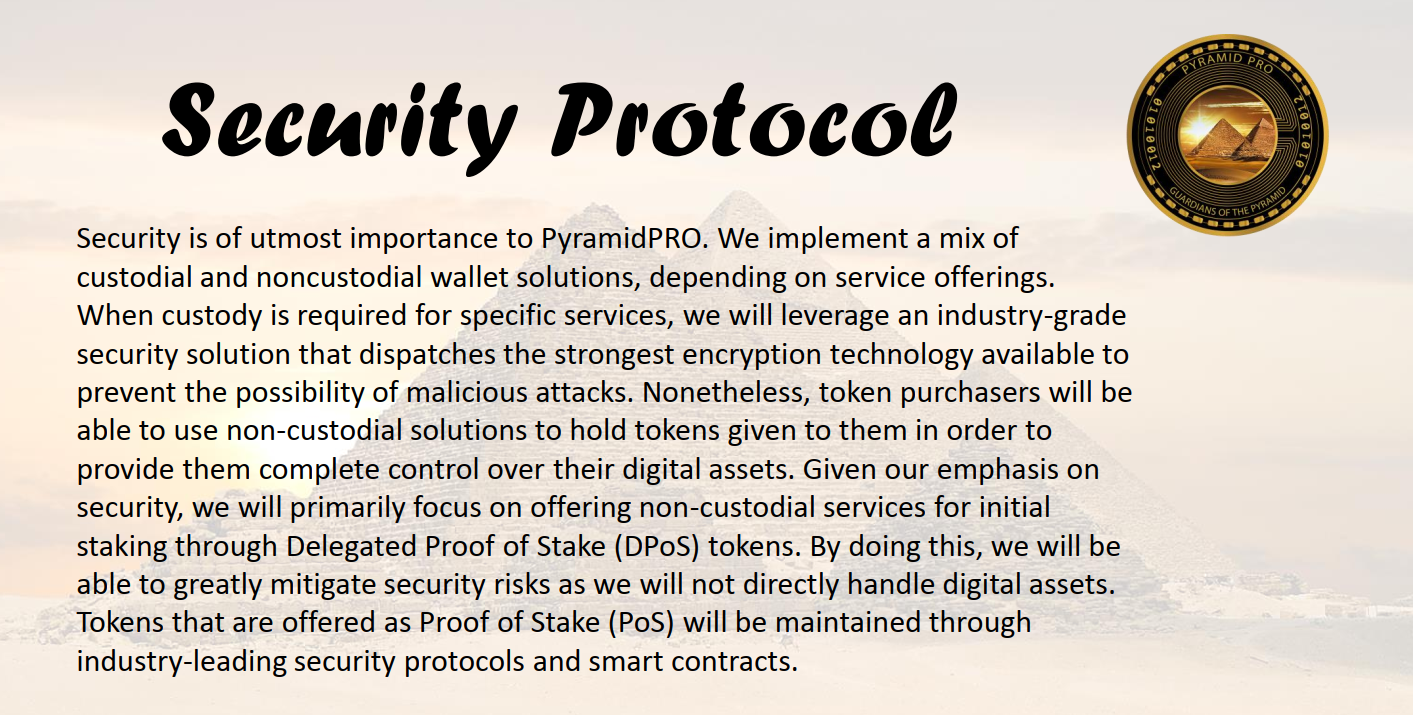 Security Protocol
PYRAMID PRO
GUARDIANS OF THE PYRAMID
Security is of utmost importance to PyramidPRO. We implement a mix of
custodial and noncustodial wallet solutions, depending on service offerings.
When custody is required for specific services, we will leverage an industry-grade
security solution that dispatches the strongest encryption technology available to
prevent the possibility of malicious attacks. Nonetheless, token purchasers will be
able to use non-custodial solutions to hold tokens given to them in order to
provide them complete control over their digital assets. Given our emphasis on
security, we will primarily focus on offering non-custodial services for initial
staking through Delegated Proof of Stake (DPoS) tokens. By doing this, we will be
able to greatly mitigate security risks as we will not directly handle digital assets.
Tokens that are offered as Proof of Stake (PoS) will be maintained through
industry-leading security protocols and smart contracts.